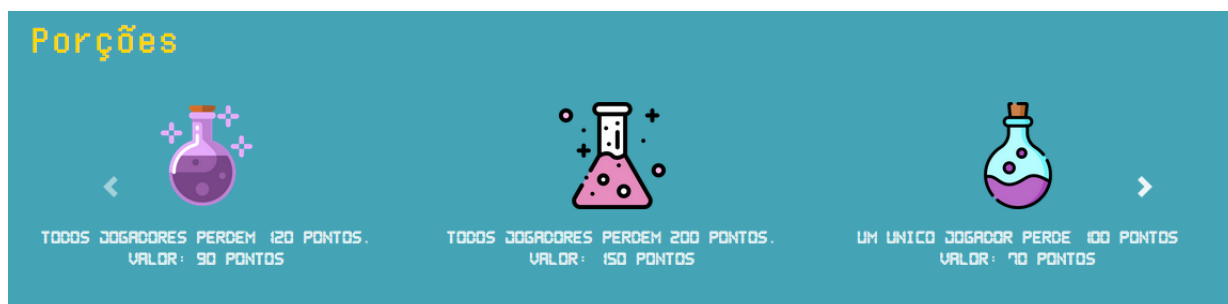 Porções
TODOS JOGADORES PERDEM 120 PONTOS.
VALOR: 90 PONTOS
TODOS JOGADORES PERDEM 200 PONTOS.
VALOR: 150 PONTOS
UM UNICO JOGADOR PERDE 100 PONTOS
VALOR: 70 PONTOS